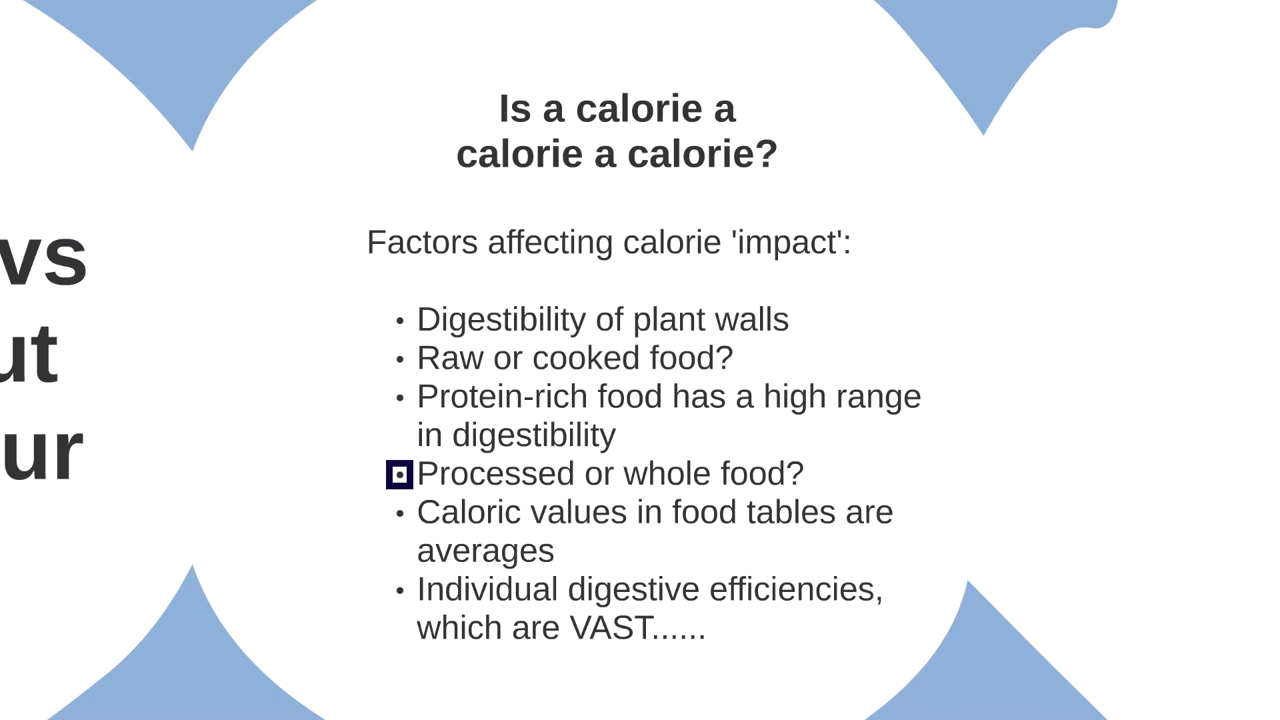 Is a calorie a
calorie a calorie?
vs
ut
ur
Factors affecting calorie 'impact':
• Digestibility of plant walls
• Raw or cooked food?
• Protein-rich food has a high range
in digestibility
• Processed or whole food?
• Caloric values in food tables are
averages
• Individual digestive efficiencies,
which are VAST......